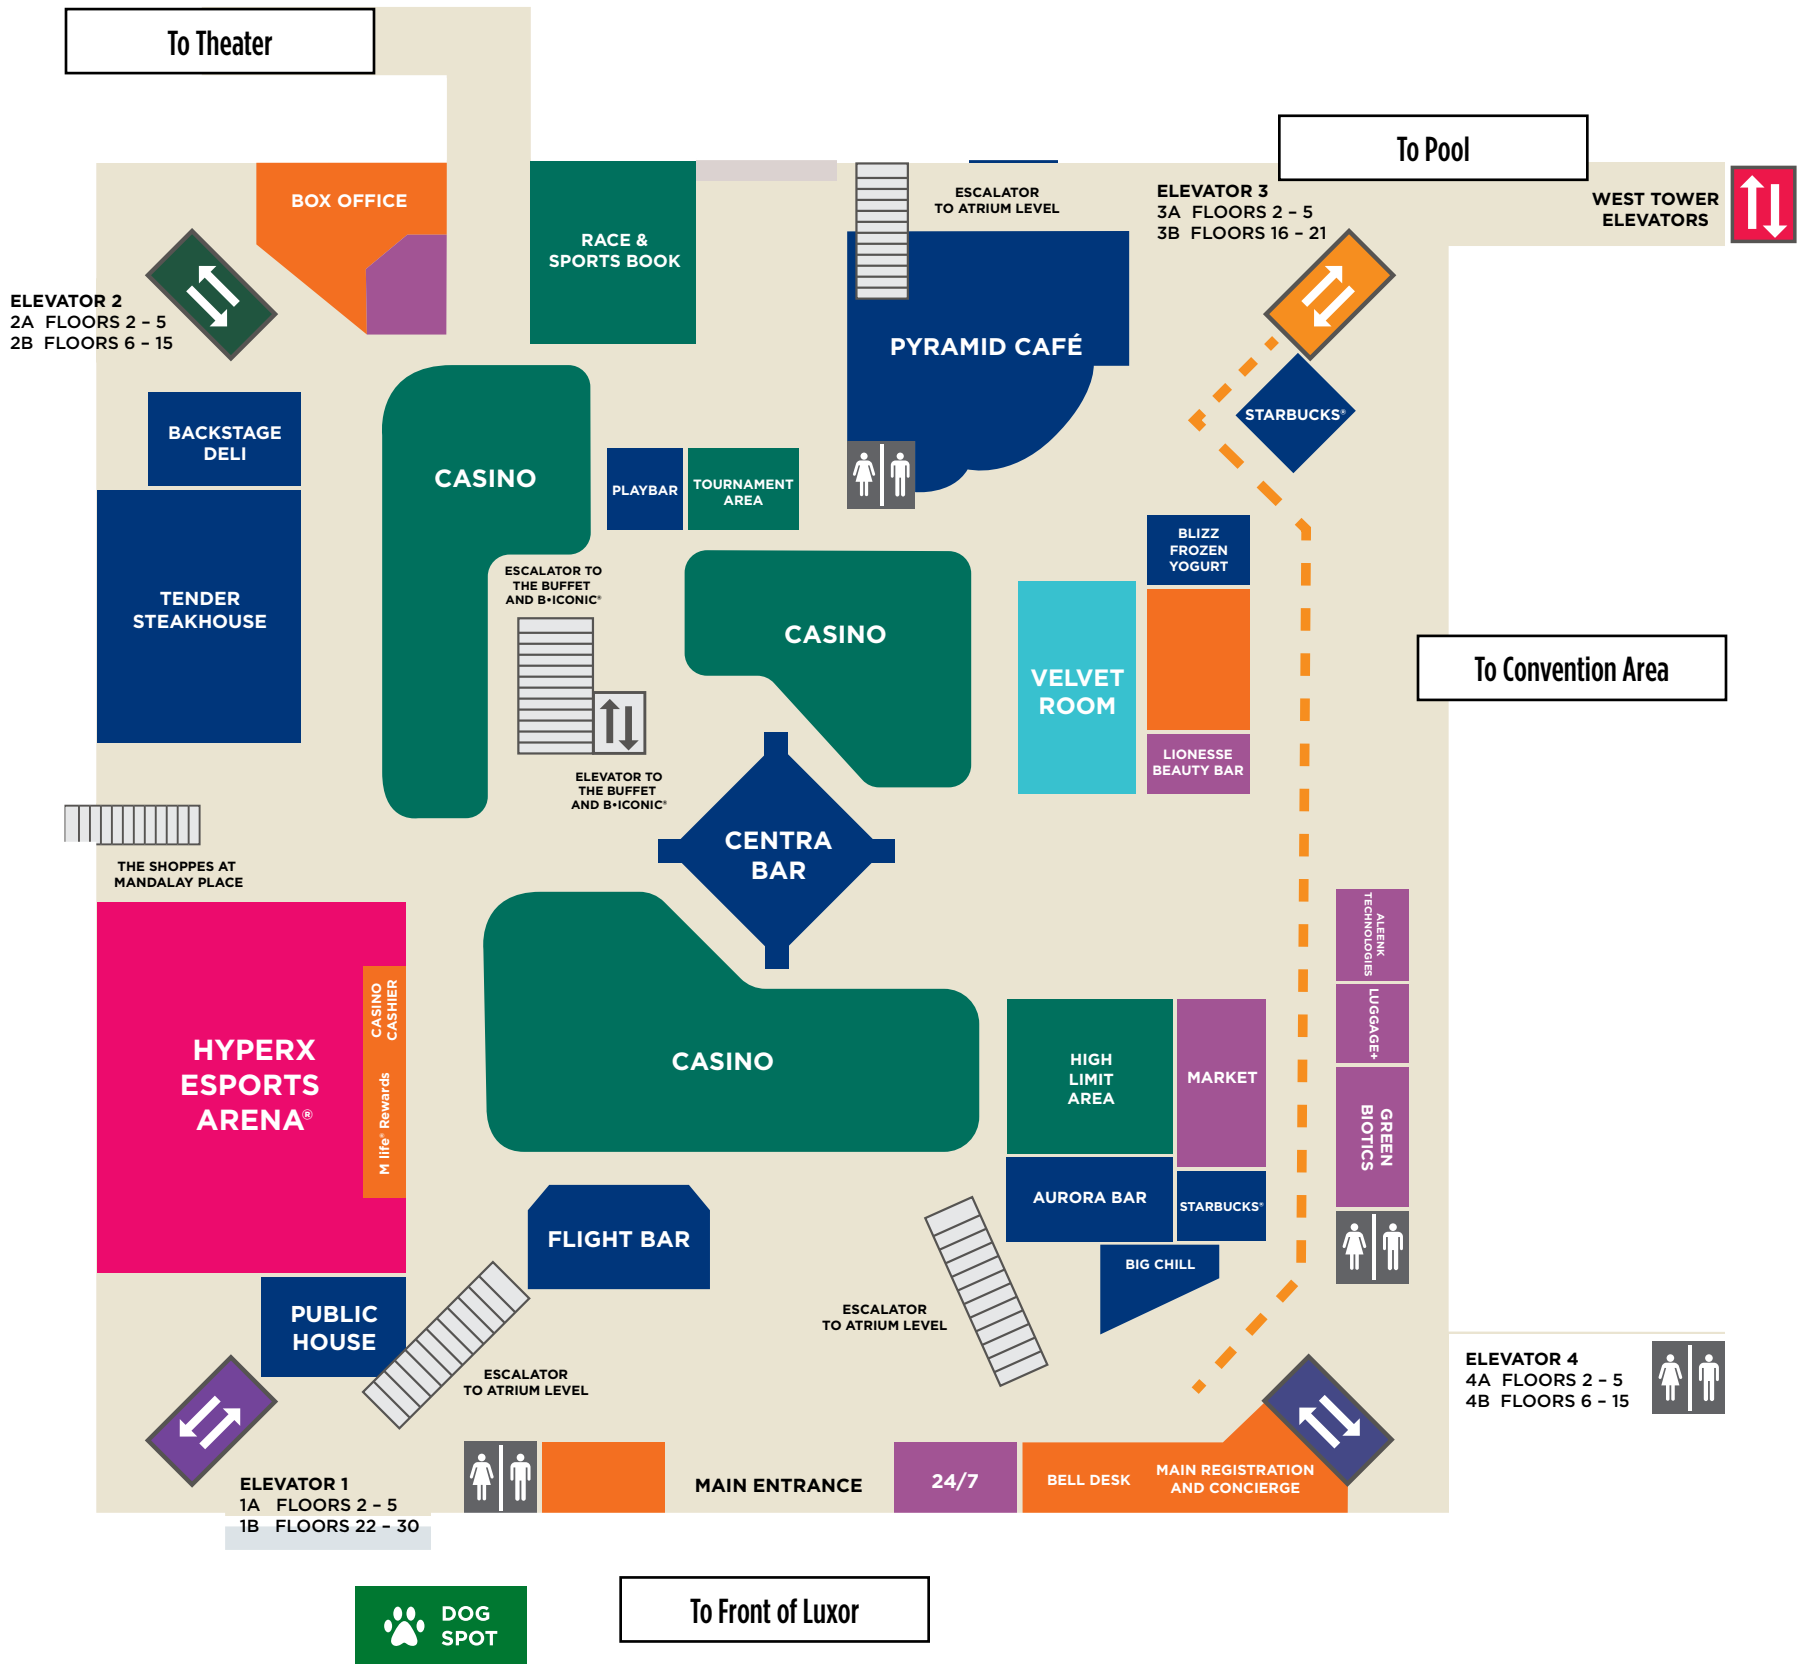 To Theater
To Pool
BOX OFFICE
RACE &
SPORTS BOOK
ESCALATOR
TO ATRIUM LEVEL
ELEVATOR 3
3A FLOORS 2 – 5
3B FLOORS 16 – 21
WEST TOWER
ELEVATORS
ELEVATOR 2
2A FLOORS 2 – 5
2B FLOORS 6 – 15
PYRAMID CAFÉ
STARBUCKS®
BACKSTAGE
DELI
CASINO
PLAYBAR
TOURNAMENT
AREA
BLIZZ
FROZEN
YOGURT
ESCALATOR TO
THE BUFFET
AND B•ICONIC®
TENDER
STEAKHOUSE
CASINO
VELVET
ROOM
To Convention Area
LIONESSE
BEAUTY BAR
ELEVATOR TO
THE BUFFET
AND B•ICONIC®
CENTRA
BAR
THE SHOPPES AT
MANDALAY PLACE
ALEENK
TECHNOLOGIES
LUGGAGE+
GREEN
BIOTICS
CASINO
CASHIER
M life® Rewards
HYPERX
ESPORTS
ARENA®
CASINO
HIGH
LIMIT
AREA
MARKET
AURORA BAR
STARBUCKS®
FLIGHT BAR
BIG CHILL
PUBLIC
HOUSE
ESCALATOR
TO ATRIUM LEVEL
ESCALATOR
TO ATRIUM LEVEL
ELEVATOR 4
4A FLOORS 2 – 5
4B FLOORS 6 – 15
ELEVATOR 1
1A FLOORS 2 – 5
1B FLOORS 22 – 30
MAIN ENTRANCE
24/7
BELL DESK
MAIN REGISTRATION
AND CONCIERGE
DOG
SPOT
To Front of Luxor